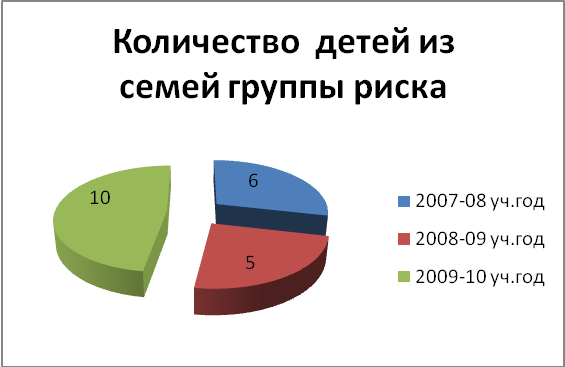 Количество детей из
семей группы риска
6
10
5
2007-08 уч.год
2008-09 уч.год
2009-10 уч.год